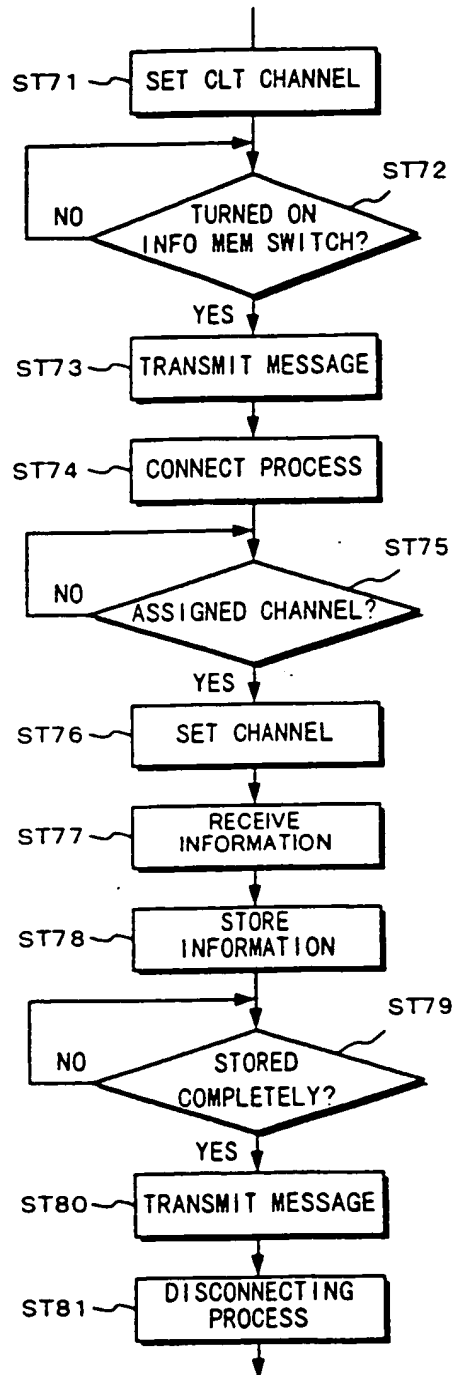 ST71
SET CLT CHANNEL
ST72
NO
TURNED ON
INFO MEM SWITCH?
YES
ST73
TRANSMIT MESSAGE
ST74
CONNECT PROCESS
ST75
NO
ASSIGNED CHANNEL?
YES
ST76
SET CHANNEL
ST77
RECEIVE
INFORMATION
ST78
STORE
INFORMATION
ST79
NO
STORED
COMPLETELY?
YES
ST80
TRANSMIT MESSAGE
ST81
DISCONNECTING
PROCESS